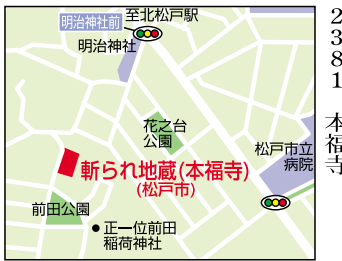 至北松戸駅
明治神社前
明治神社
花之台
公園
松戸市立
病院
斬られ地蔵(本福寺)
(松戸市)
前田公園
●正一位前田
稲荷神社
２３８１　本福寺